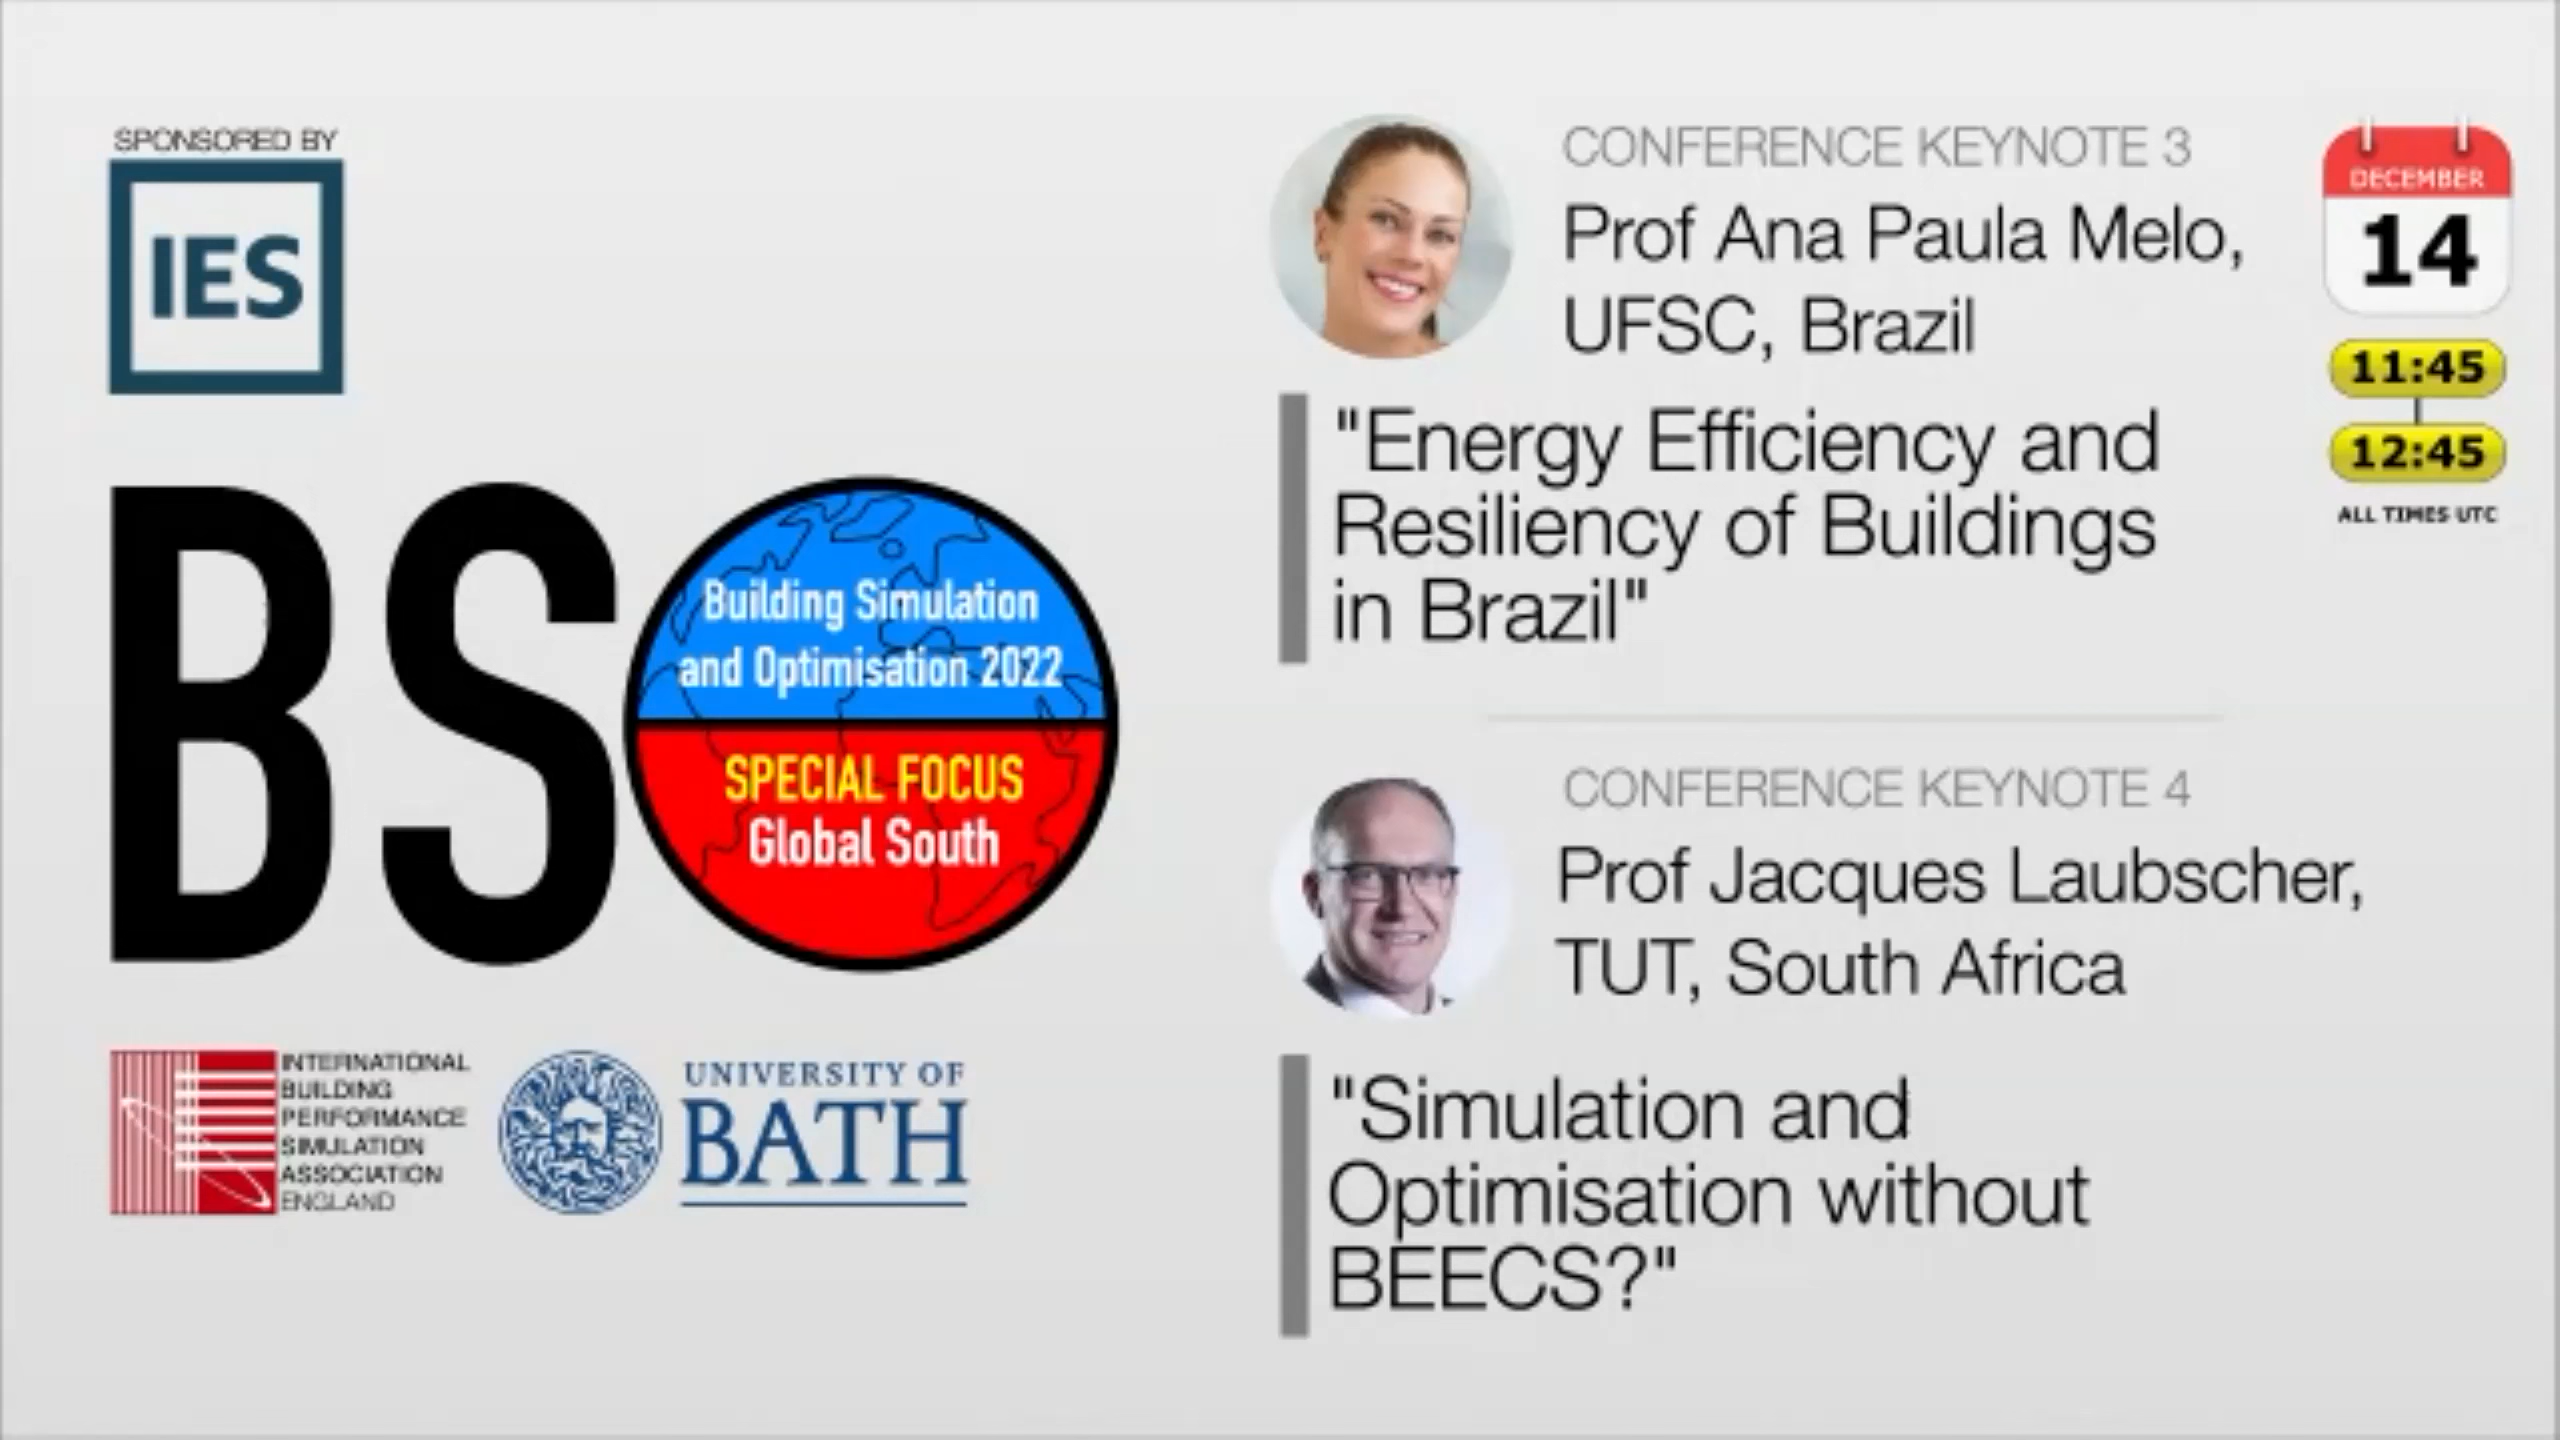 SPONSORED BY
IES
BS
Building Simulation
and Optimisation 2022
SPECIAL FOCUS
Global South
INTERNATIONAL
BUILDING
PERFORMANCE
SIMULATION
ASSOCIATION
ENGLAND
UNIVERSITY OF
BATH
CONFERENCE KEYNOTE 3
Prof Ana Paula Melo,
UFSC, Brazil
"Energy Efficiency and
Resiliency of Buildings
in Brazil"
DECEMBER
14
11:45
12:45
ALL TIMES UTC
CONFERENCE KEYNOTE 4
Prof Jacques Laubscher,
TUT, South Africa
"Simulation and
Optimisation without
BEECS?"